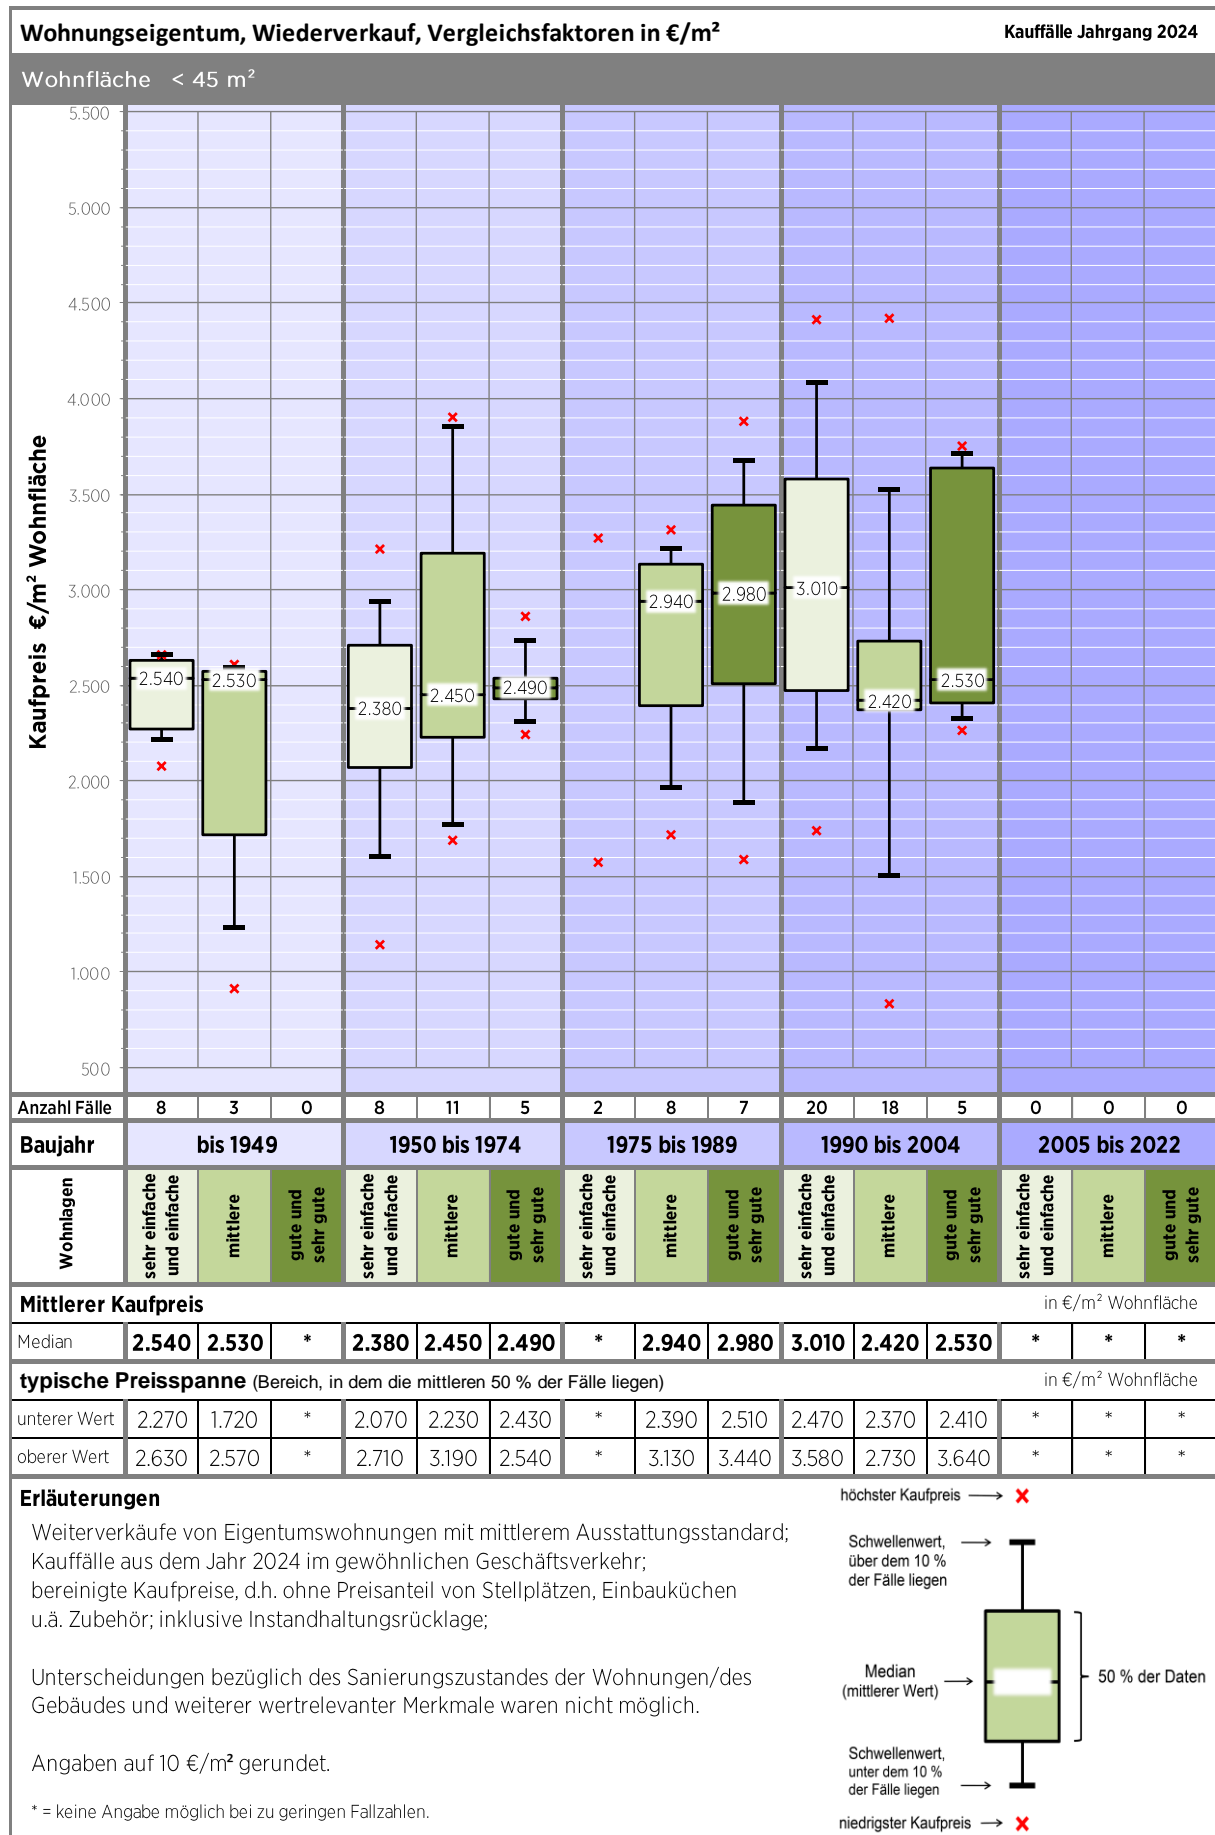 Wohnungseigentum, Wiederverkauf, Vergleichsfaktoren in €/m² Kauffälle Jahrgang 2024
Wohnfläche < 45 m²
Kaufpreis €/m² Wohnfläche
5.500
5.000
4.500
4.000
3.500
3.000
2.500
2.000
1.500
1.000
500
2.540
2.530
2.380
2.450
2.490
2.940
2.980
3.010
2.420
2.530
Anzahl Fälle 8 3 0 8 11 5 2 8 7 20 18 5 0 0 0
Baujahr bis 1949 1950 bis 1974 1975 bis 1989 1990 bis 2004 2005 bis 2022
Wohnlagen
sehr einfache
und einfache
mittlere
gute und
sehr gute
sehr einfache
und einfache
mittlere
gute und
sehr gute
sehr einfache
und einfache
mittlere
gute und
sehr gute
sehr einfache
und einfache
mittlere
gute und
sehr gute
sehr einfache
und einfache
mittlere
gute und
sehr gute
Mittlerer Kaufpreis in €/m² Wohnfläche
Median 2.540 2.530 * 2.380 2.450 2.490 * 2.940 2.980 3.010 2.420 2.530 * * *
typische Preisspanne (Bereich, in dem die mittleren 50 % der Fälle liegen) in €/m² Wohnfläche
unterer Wert 2.270 1.720 * 2.070 2.230 2.430 * 2.390 2.510 2.470 2.370 2.410 * * *
oberer Wert 2.630 2.570 * 2.710 3.190 2.540 * 3.130 3.440 3.580 2.730 3.640 * * *
Erläuterungen
Weiterverkäufe von Eigentumswohnungen mit mittlerem Ausstattungsstandard;
Kauffälle aus dem Jahr 2024 im gewöhnlichen Geschäftsverkehr;
bereinigte Kaufpreise, d.h. ohne Preisanteil von Stellplätzen, Einbauküchen
u.ä. Zubehör; inklusive Instandhaltungsrücklage;
Unterscheidungen bezüglich des Sanierungszustandes der Wohnungen/des
Gebäudes und weiterer wertrelevanter Merkmale waren nicht möglich.
Angaben auf 10 €/m² gerundet.
* = keine Angabe möglich bei zu geringen Fallzahlen.
höchster Kaufpreis
Schwellenwert,
über dem 10 %
der Fälle liegen
Median
(mittlerer Wert)
50 % der Daten
Schwellenwert,
unter dem 10 %
der Fälle liegen
niedrigster Kaufpreis